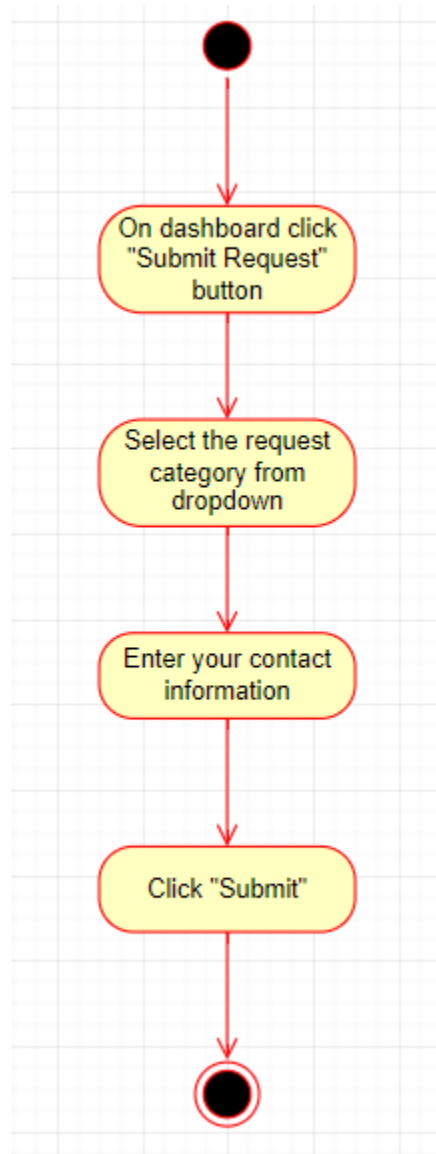 On dashboard click
"Submit Request"
button
Select the request
category from
dropdown
Enter your contact
information
Click "Submit"